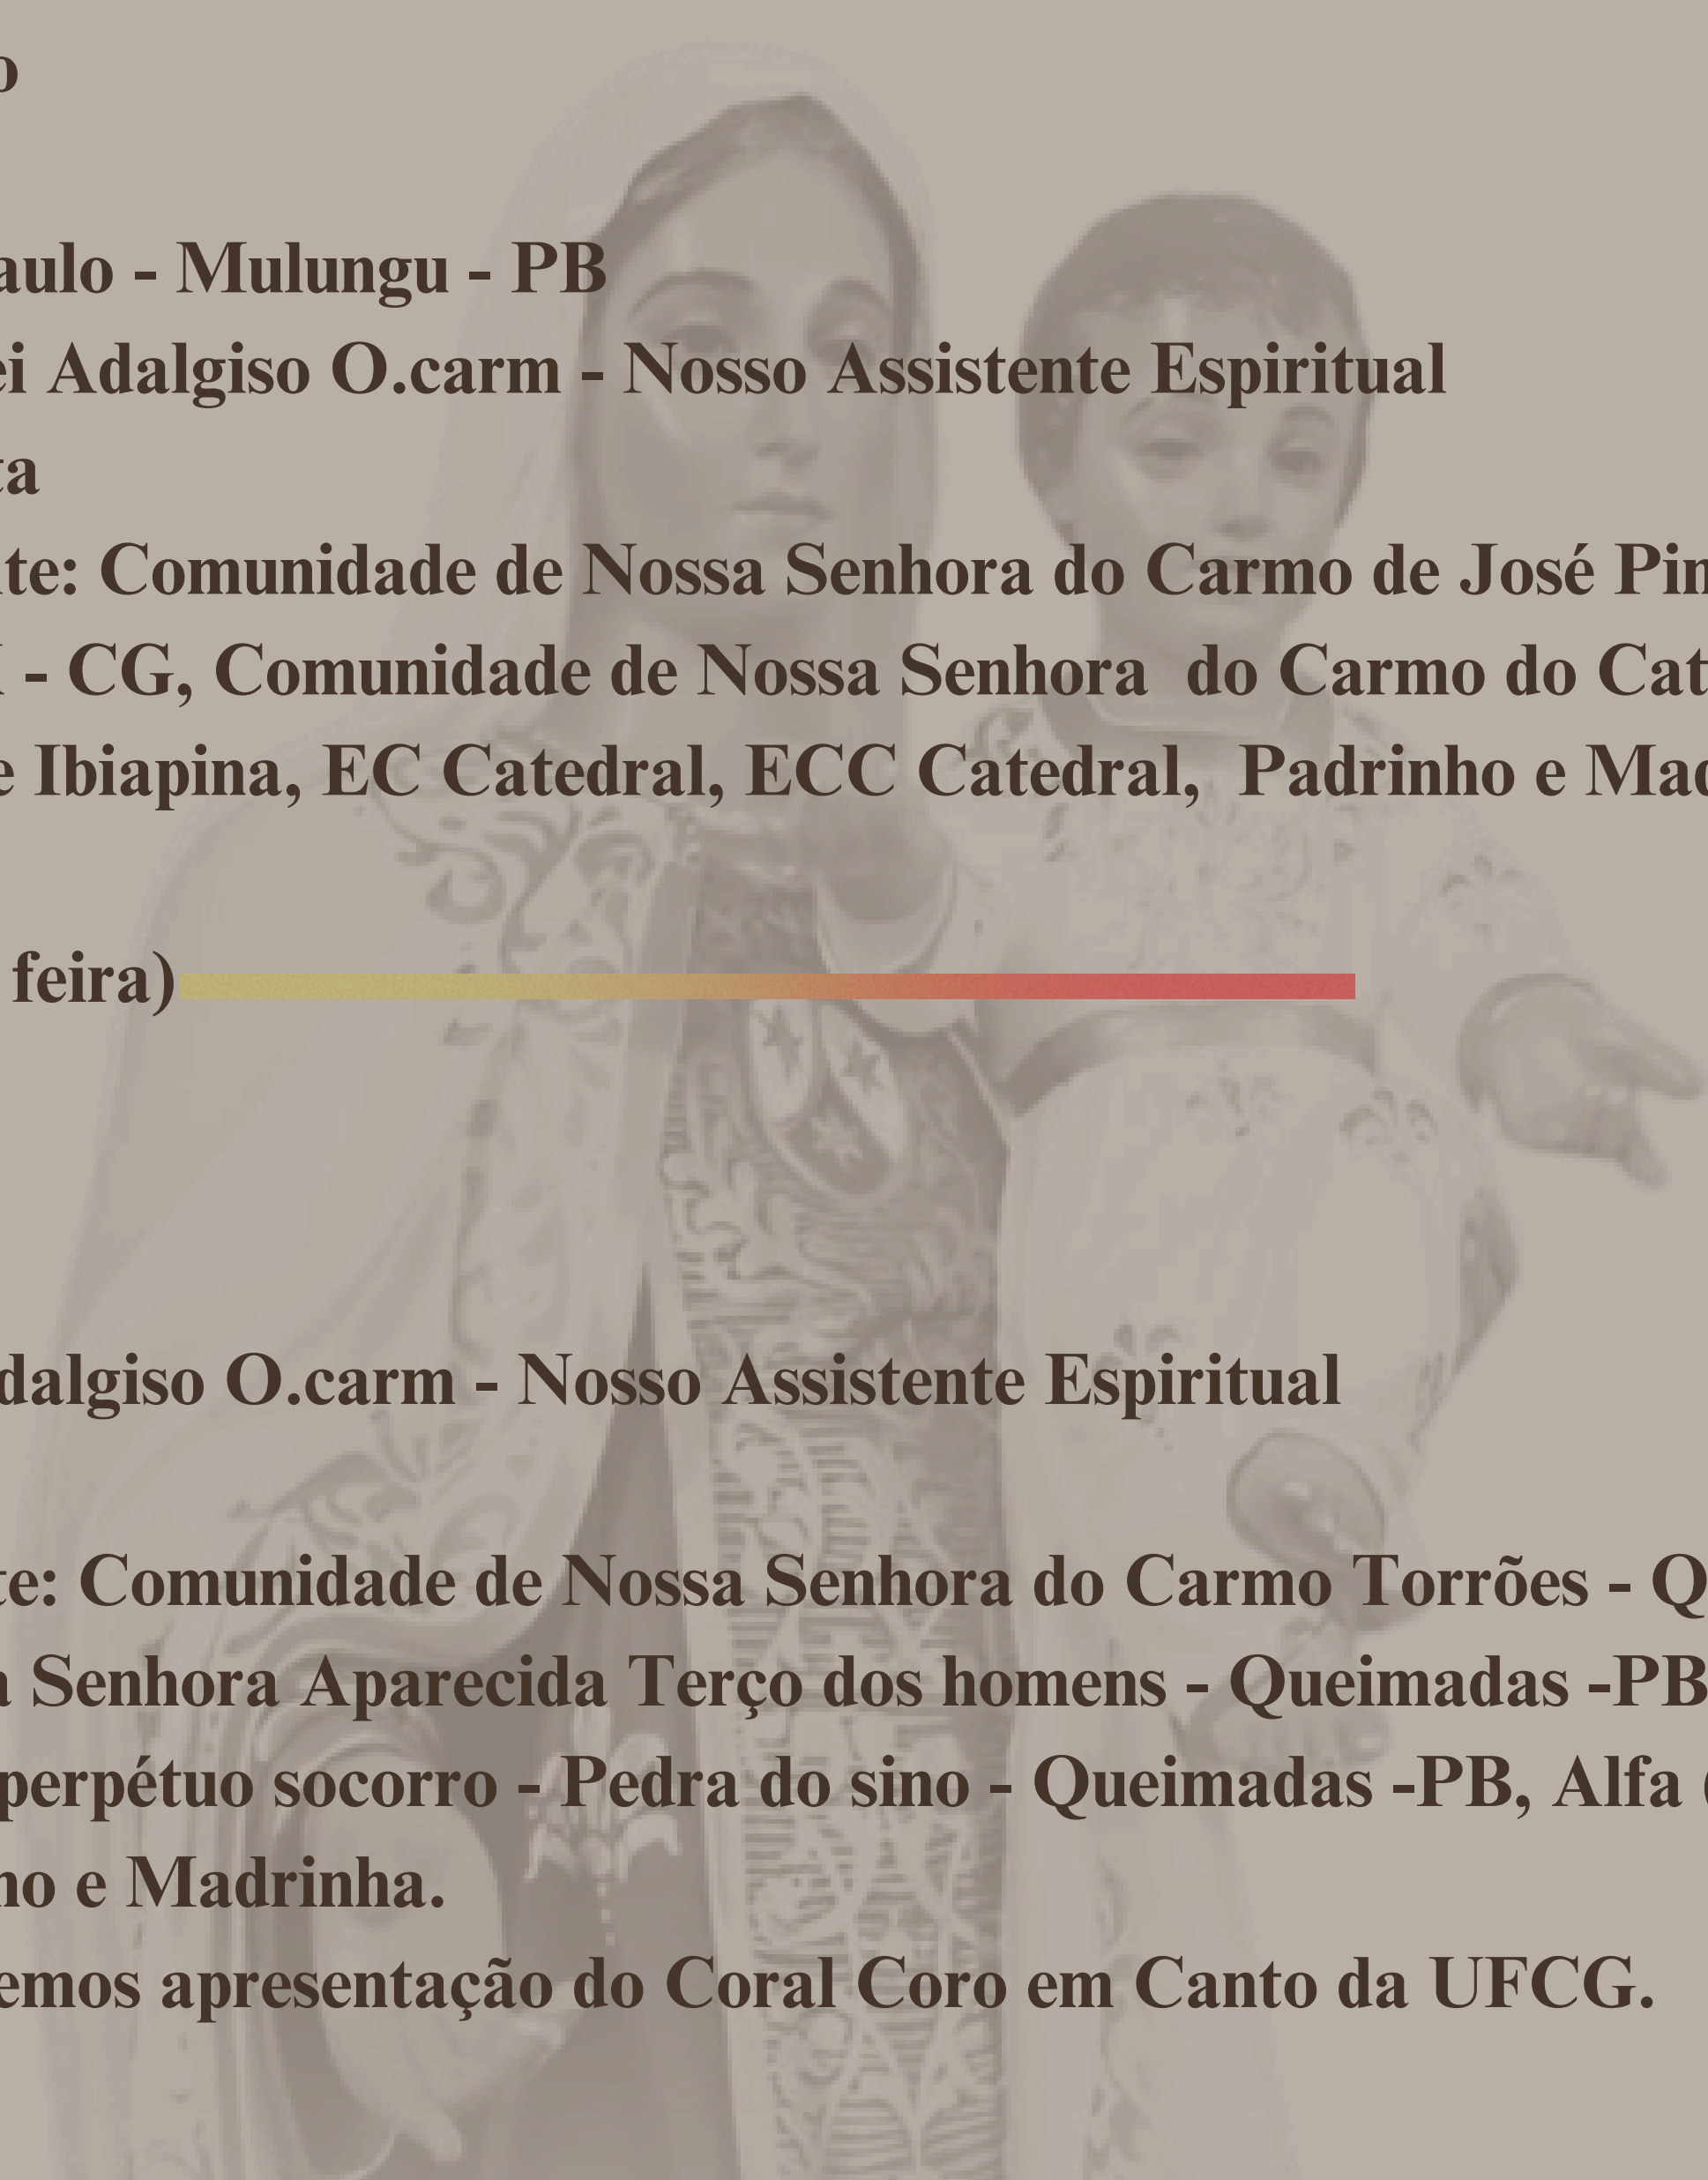 o
aulo - Mulungu - PB
ei Adalgiso O.carm - Nosso Assistente Espiritual
ta
te: Comunidade de Nossa Senhora do Carmo de José Pin
- CG, Comunidade de Nossa Senhora do Carmo do Cat
e Ibiapina, EC Catedral, ECC Catedral, Padrinho e Mad
feira)
dalgiso O.carm - Nosso Assistente Espiritual
te: Comunidade de Nossa Senhora do Carmo Torrões - Q
a Senhora Aparecida Terço dos homens - Queimadas -PB
perpétuo socorro - Pedra do sino - Queimadas -PB, Alfa (
ho e Madrinha.
emos apresentação do Coral Coro em Canto da UFCG.